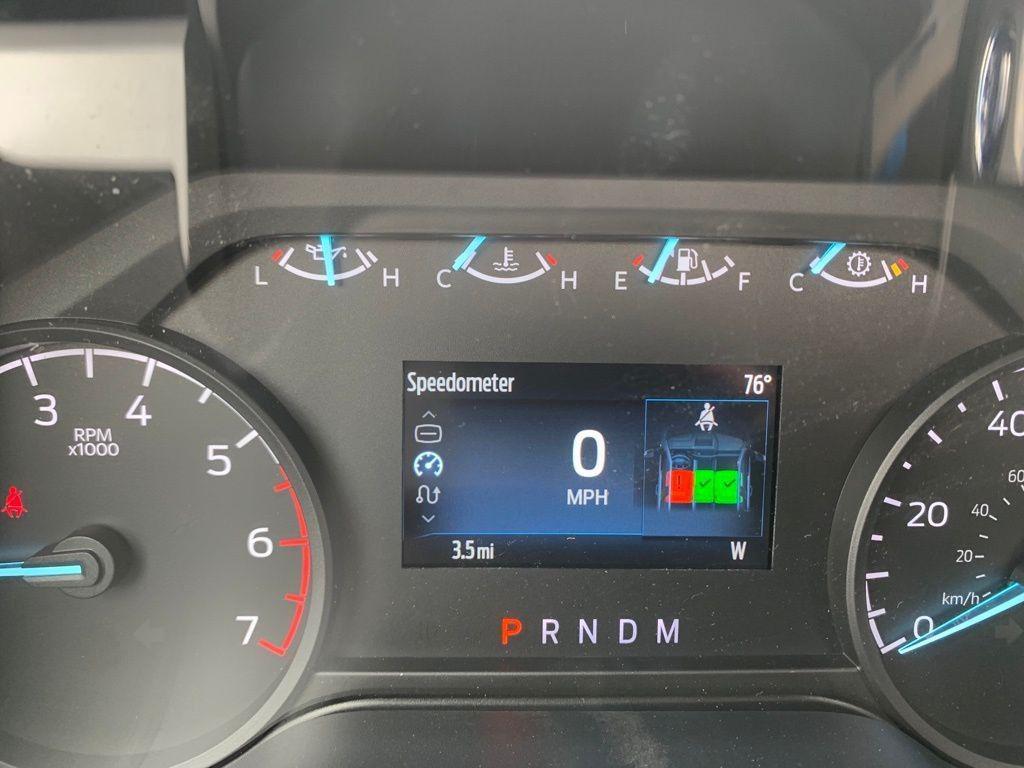 L H C H E F C H
Speedometer 76°
0
MPH
3.5mi W
P R N D M
3 4 5 6 7
RPM
x1000
0 20 40
20 40 60
km/h